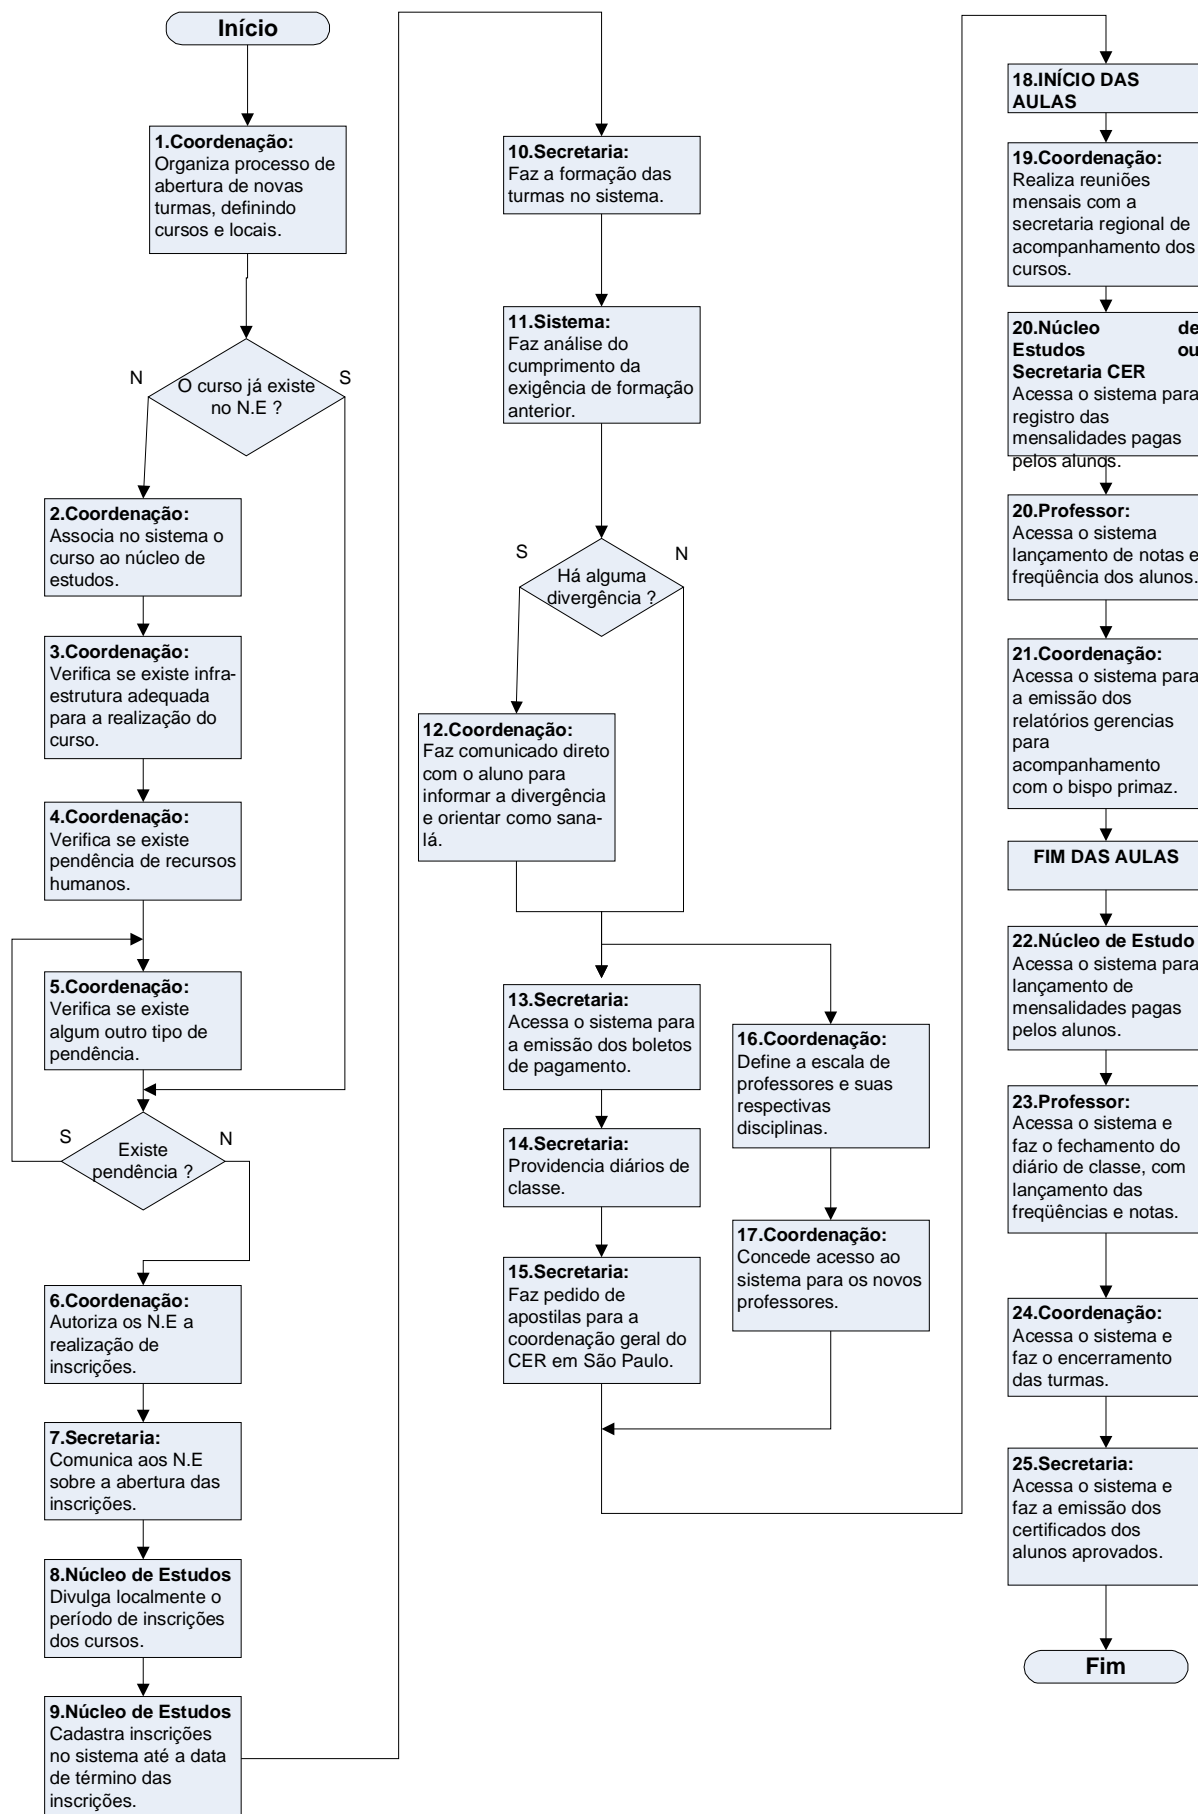 Início
1.Coordenação:
Organiza processo de
abertura de novas
turmas, definindo
cursos e locais.
N
S
O curso já existe
no N.E ?
2.Coordenação:
Associa no sistema o
curso ao núcleo de
estudos.
3.Coordenação:
Verifica se existe infra-
estrutura adequada
para a realização do
curso.
4.Coordenação:
Verifica se existe
pendência de recursos
humanos.
5.Coordenação:
Verifica se existe
algum outro tipo de
pendência.
S
N
Existe
pendência ?
6.Coordenação:
Autoriza os N.E a
realização de
inscrições.
7.Secretaria:
Comunica aos N.E
sobre a abertura das
inscrições.
8.Núcleo de Estudos
Divulga localmente o
período de inscrições
dos cursos.
9.Núcleo de Estudos
Cadastra inscrições
no sistema até a data
de término das
inscrições.
10.Secretaria:
Faz a formação das
turmas no sistema.
11.Sistema:
Faz análise do
cumprimento da
exigência de formação
anterior.
S
N
Há alguma
divergência ?
12.Coordenação:
Faz comunicado direto
com o aluno para
informar a divergência
e orientar como sana-
lá.
13.Secretaria:
Acessa o sistema para
a emissão dos boletos
de pagamento.
14.Secretaria:
Providencia diários de
classe.
15.Secretaria:
Faz pedido de
apostilas para a
coordenação geral do
CER em São Paulo.
16.Coordenação:
Define a escala de
professores e suas
respectivas
disciplinas.
17.Coordenação:
Concede acesso ao
sistema para os novos
professores.
18.INÍCIO DAS
AULAS
19.Coordenação:
Realiza reuniões
mensais com a
secretaria regional de
acompanhamento dos
cursos.
20.Núcleo de
Estudos ou
Secretaria CER
Acessa o sistema para
registro das
mensalidades pagas
pelos alunos.
20.Professor:
Acessa o sistema
lançamento de notas e
freqüência dos alunos.
21.Coordenação:
Acessa o sistema para
a emissão dos
relatórios gerencias
para
acompanhamento
com o bispo primaz.
FIM DAS AULAS
22.Núcleo de Estudo
Acessa o sistema para
lançamento de
mensalidades pagas
pelos alunos.
23.Professor:
Acessa o sistema e
faz o fechamento do
diário de classe, com
lançamento das
freqüências e notas.
24.Coordenação:
Acessa o sistema e
faz o encerramento
das turmas.
25.Secretaria:
Acessa o sistema e
faz a emissão dos
certificados dos
alunos aprovados.
Fim